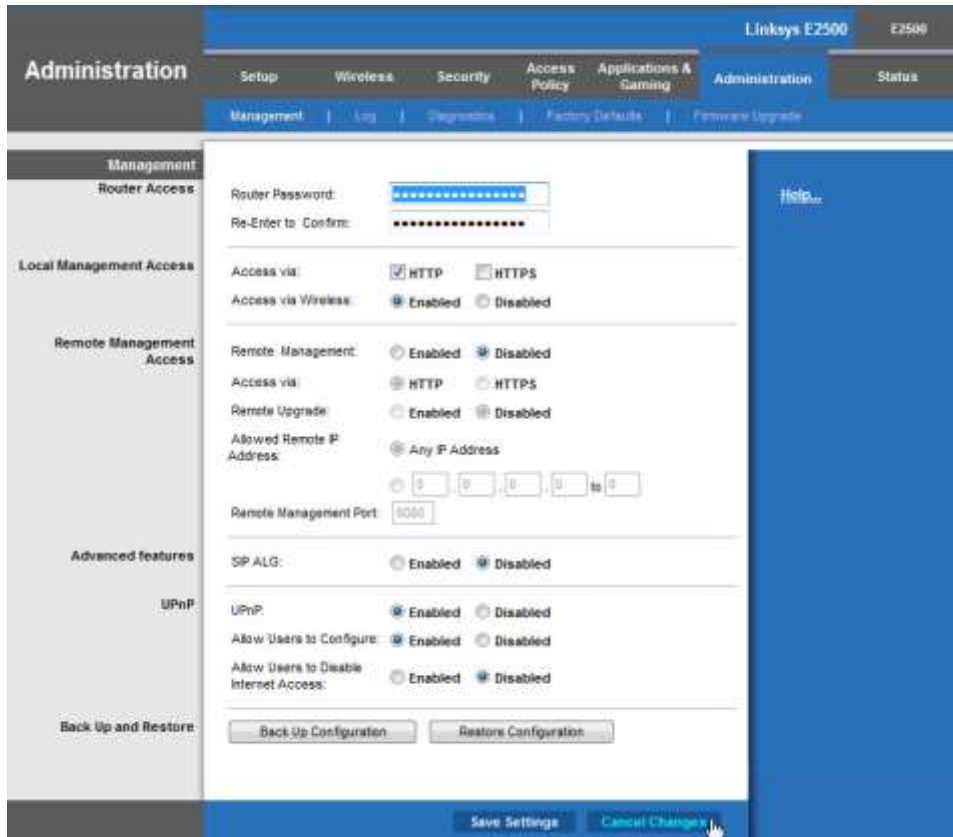 Linksys E2500 E2500
Administration
Setup Wireless Security Access Policy Applications & Gaming Administration Status
Management | Log | Diagnostics | Factory Defaults | Firmware Upgrade
Management
Router Access
Router Password:
Re-Enter to Confirm:
Help...
Local Management Access
Access via: HTTP HTTPS
Access via Wireless: Enabled Disabled
Remote Management Access
Remote Management: Enabled Disabled
Access via: HTTP HTTPS
Remote Upgrade: Enabled Disabled
Allowed Remote IP Address: Any IP Address
0 . 0 . 0 . 0 to 0
Remote Management Port:
Advanced features
SIP ALG: Enabled Disabled
UPnP
UPnP: Enabled Disabled
Allow Users to Configure: Enabled Disabled
Allow Users to Disable Internet Access: Enabled Disabled
Back Up and Restore
Back Up Configuration Restore Configuration
Save Settings Cancel Changes